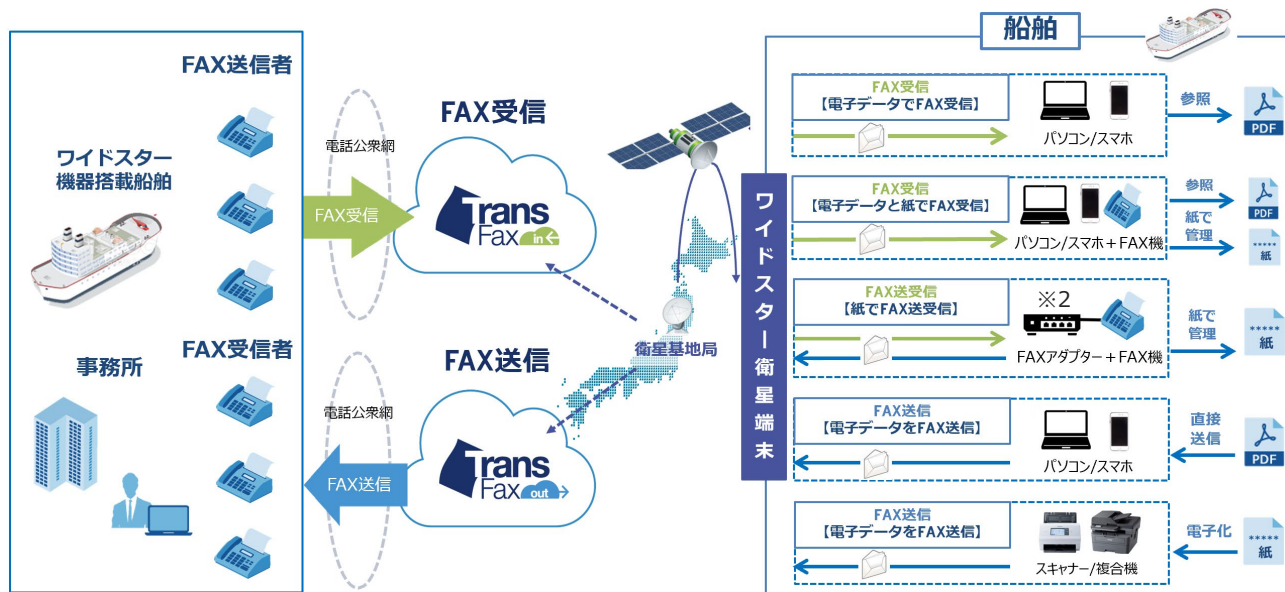 FAX送信者
ワイドスター
機器搭載船舶
FAX受信者
事務所
電話公衆網
FAX受信
FAX受信
Trans
Fax
in
電話公衆網
FAX送信
FAX送信
Trans
Fax
out
衛星基地局
ワイドスター衛星端末
船舶
FAX受信
【電子データでFAX受信】
パソコン/スマホ
参照
PDF
FAX受信
【電子データと紙でFAX受信】
パソコン/スマホ+FAX機
参照
PDF
紙で
管理
*****
紙
FAX送受信
【紙でFAX送受信】
※2
FAXアダプター+FAX機
紙で
管理
*****
紙
FAX送信
【電子データをFAX送信】
パソコン/スマホ
直接
送信
PDF
FAX送信
【電子データをFAX送信】
スキャナー/複合機
電子化
*****
紙